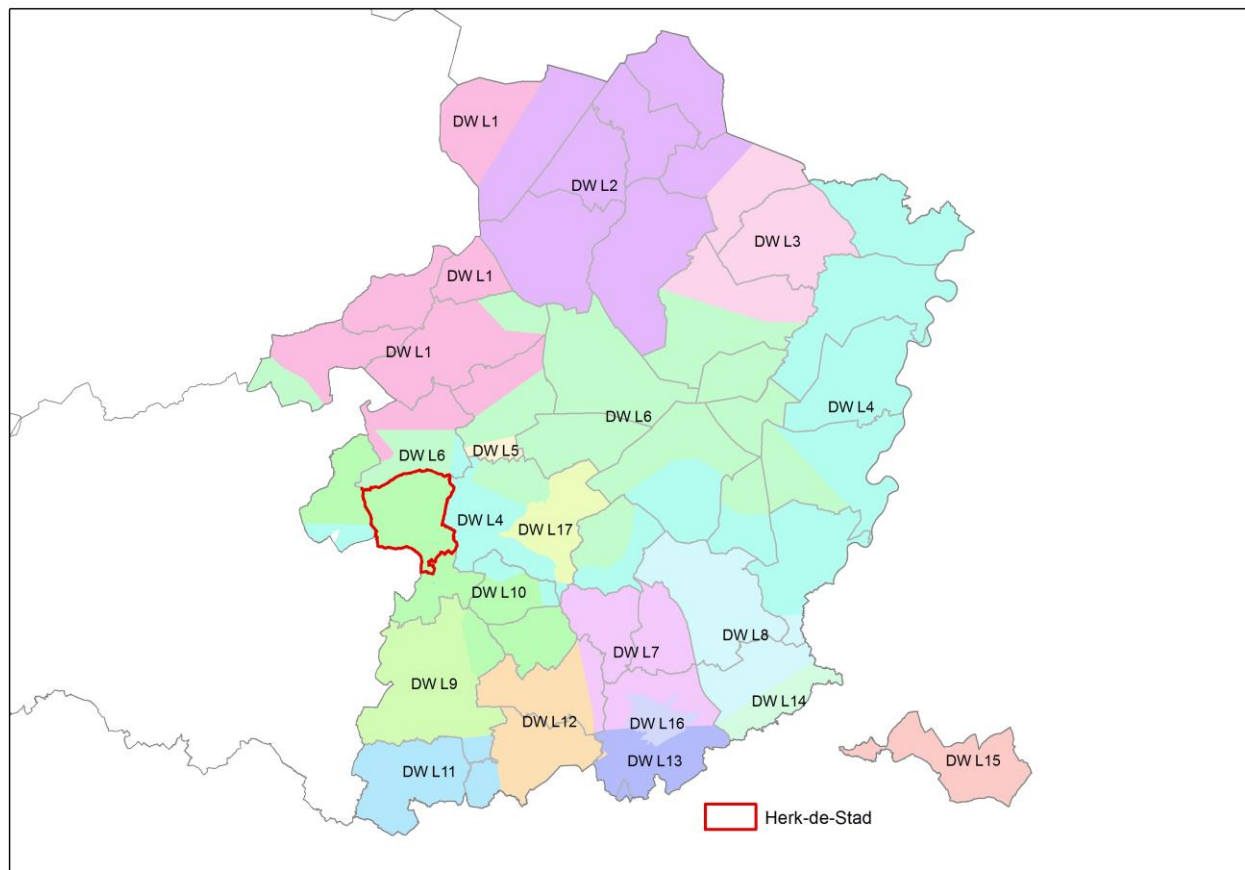 DW L1
DW L2
DW L3
DW L1
DW L1
DW L4
DW L6
DW L5
DW L6
DW L4
DW L17
DW L10
DW L8
DW L7
DW L9
DW L14
DW L12
DW L16
DW L13
DW L15
DW L11
Herk-de-Stad